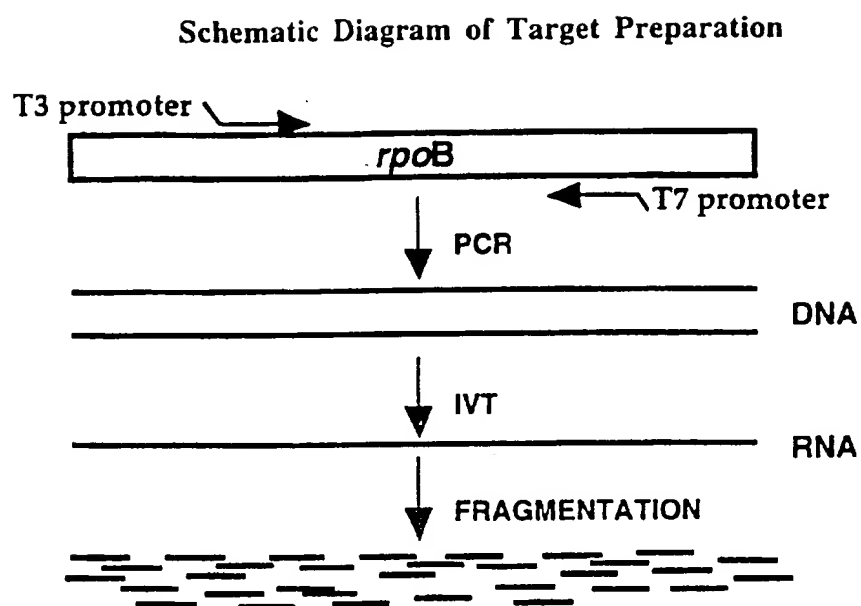 Schematic Diagram of Target Preparation
T3 promoter
rpoB
T7 promoter
PCR
DNA
IVT
RNA
FRAGMENTATION